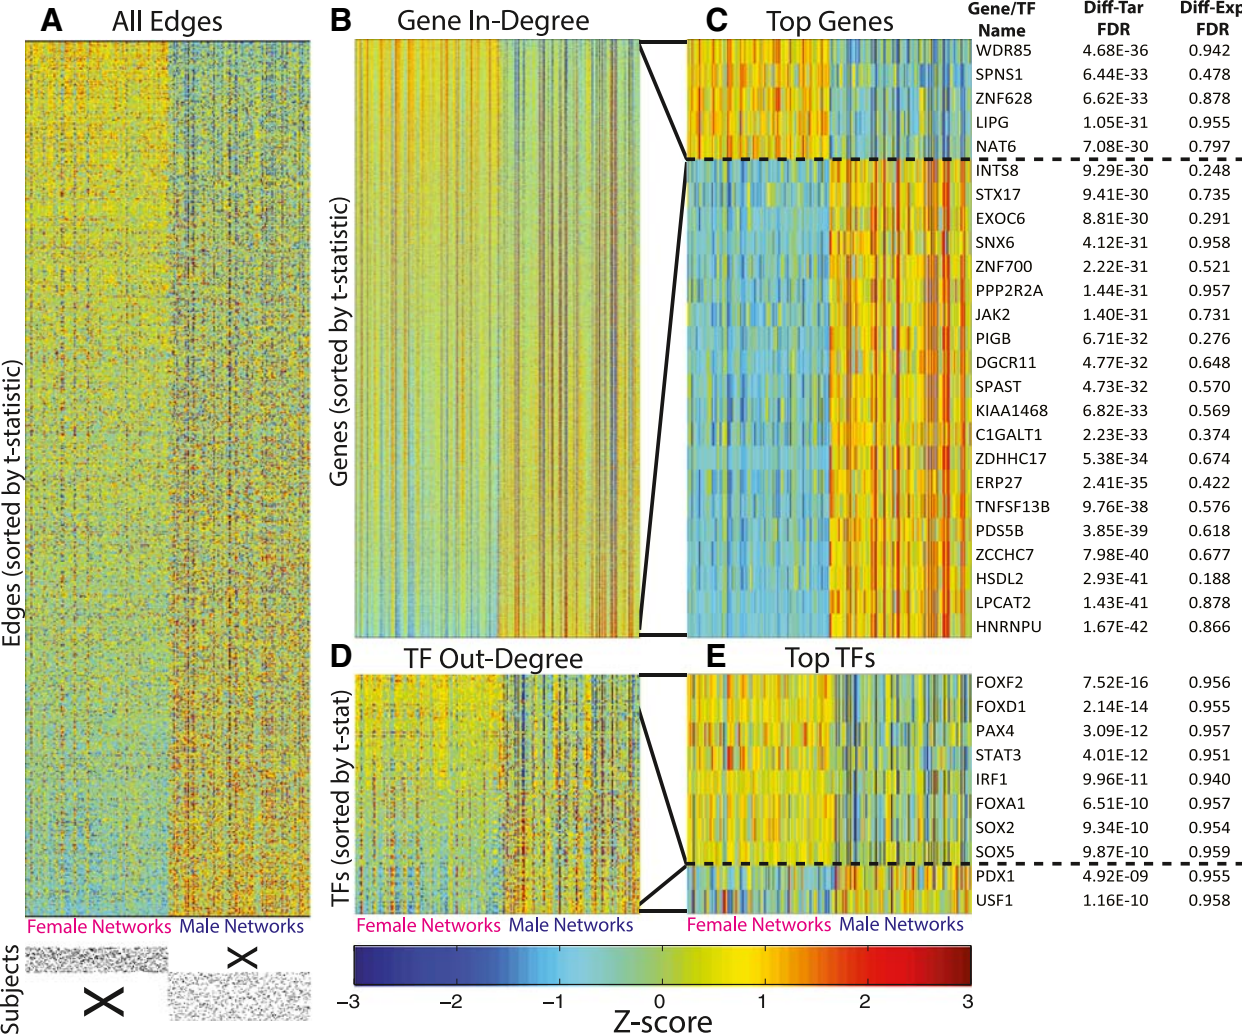 A All Edges
Edges (sorted by t-statistic)
Female Networks Male Networks
Subjects
X
X
B Gene In-Degree
Genes (sorted by t-statistic)
C Top Genes
Gene/TF Name Diff-Tar FDR Diff-Exp FDR
WDR85 4.68E-36 0.942
SPNS1 6.44E-33 0.478
ZNF628 6.62E-33 0.878
LIPG 1.05E-31 0.955
NAT6 7.08E-30 0.797
INTS8 9.29E-30 0.248
STX17 9.41E-30 0.735
EXOC6 8.81E-30 0.291
SNX6 4.12E-31 0.958
ZNF700 2.22E-31 0.521
PPP2R2A 1.44E-31 0.957
JAK2 1.40E-31 0.731
PIGB 6.71E-32 0.276
DGCR11 4.77E-32 0.648
SPAST 4.73E-32 0.570
KIAA1468 6.82E-33 0.569
C1GALT1 2.23E-33 0.374
ZDHHC17 5.38E-34 0.674
ERP27 2.41E-35 0.422
TNFSF13B 9.76E-38 0.576
PDS5B 3.85E-39 0.618
ZCCHC7 7.98E-40 0.677
HSDL2 2.93E-41 0.188
LPCAT2 1.43E-41 0.878
HNRNPU 1.67E-42 0.866
D TF Out-Degree
TFs (sorted by t-stat)
Female Networks Male Networks
E Top TFs
FOXF2 7.52E-16 0.956
FOXD1 2.14E-14 0.955
PAX4 3.09E-12 0.957
STAT3 4.01E-12 0.951
IRF1 9.96E-11 0.940
FOXA1 6.51E-10 0.957
SOX2 9.34E-10 0.954
SOX5 9.87E-10 0.959
PDX1 4.92E-09 0.955
USF1 1.16E-10 0.958
Female Networks Male Networks
−3 −2 −1 0 1 2 3
Z-score